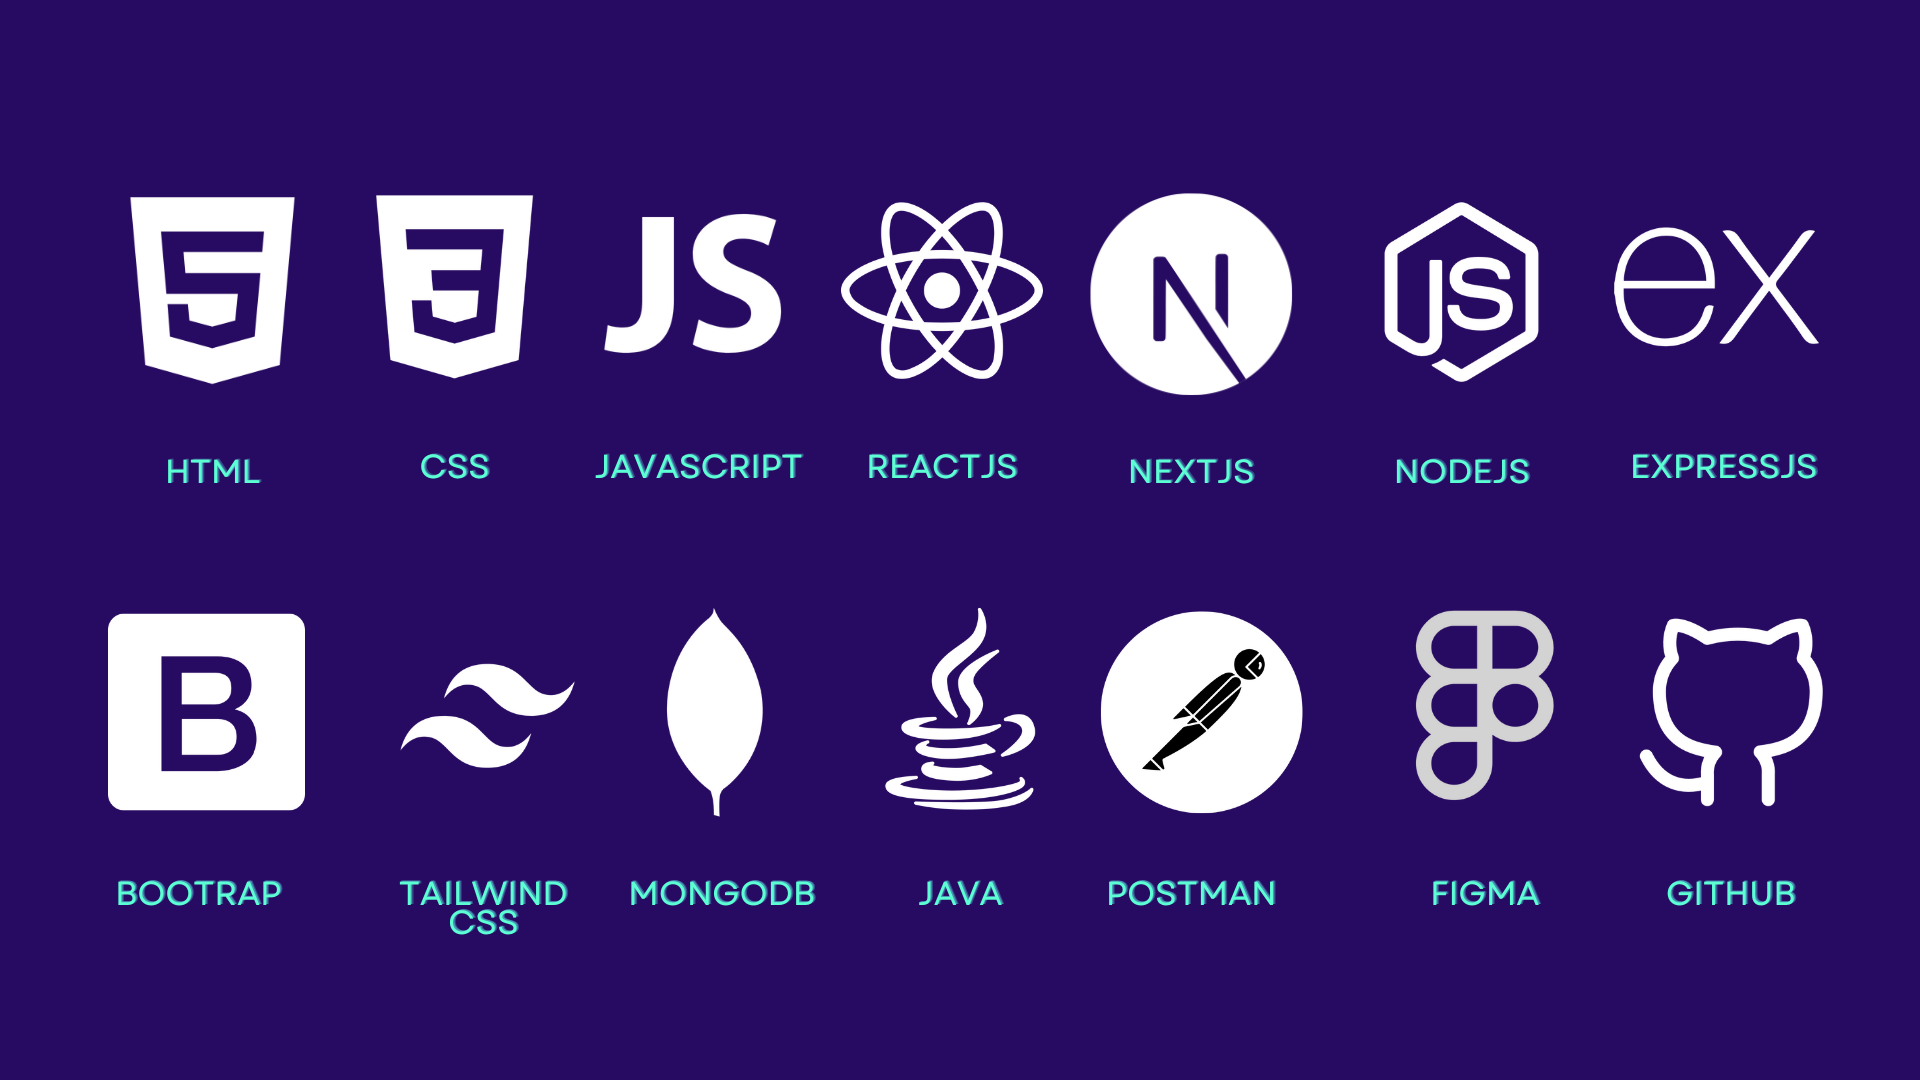 JS
N
JS
ex
HTML
CSS
JAVASCRIPT
REACTJS
NEXTJS
NODEJS
EXPRESSJS
B
BOOTRAP
TAILWIND
CSS
MONGODB
JAVA
POSTMAN
FIGMA
GITHUB